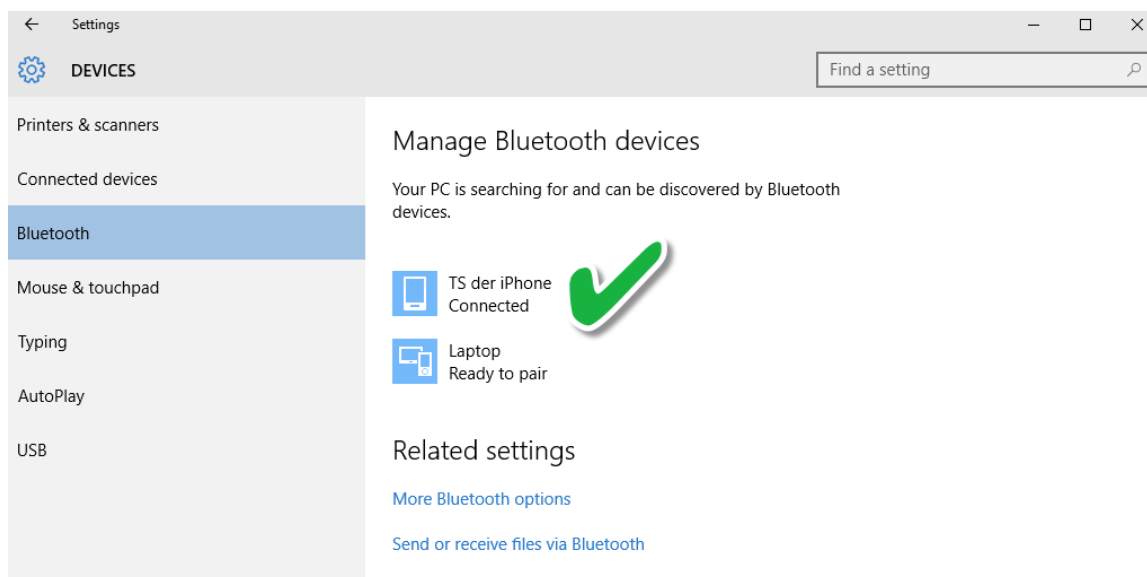 Settings
DEVICES
Find a setting
Printers & scanners
Connected devices
Bluetooth
Mouse & touchpad
Typing
AutoPlay
USB
Manage Bluetooth devices
Your PC is searching for and can be discovered by Bluetooth
devices.
TS der iPhone
Connected
Laptop
Ready to pair
Related settings
More Bluetooth options
Send or receive files via Bluetooth